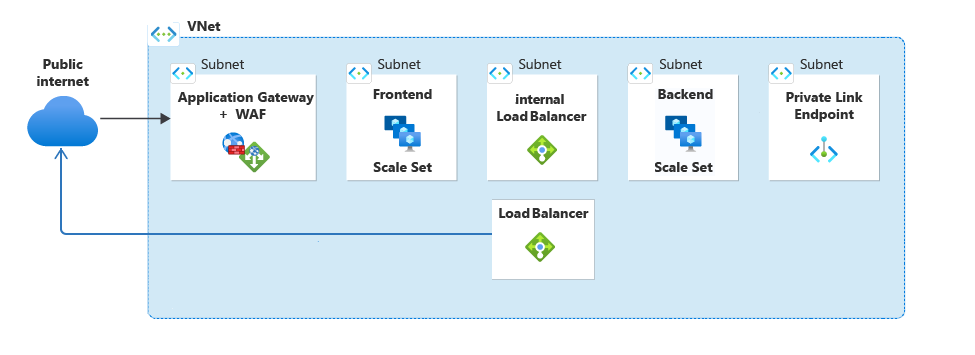 VNet
Public
internet
Subnet
Application Gateway
+ WAF
Subnet
Frontend
Scale Set
Subnet
internal
Load Balancer
Subnet
Backend
Scale Set
Subnet
Private Link
Endpoint
Load Balancer